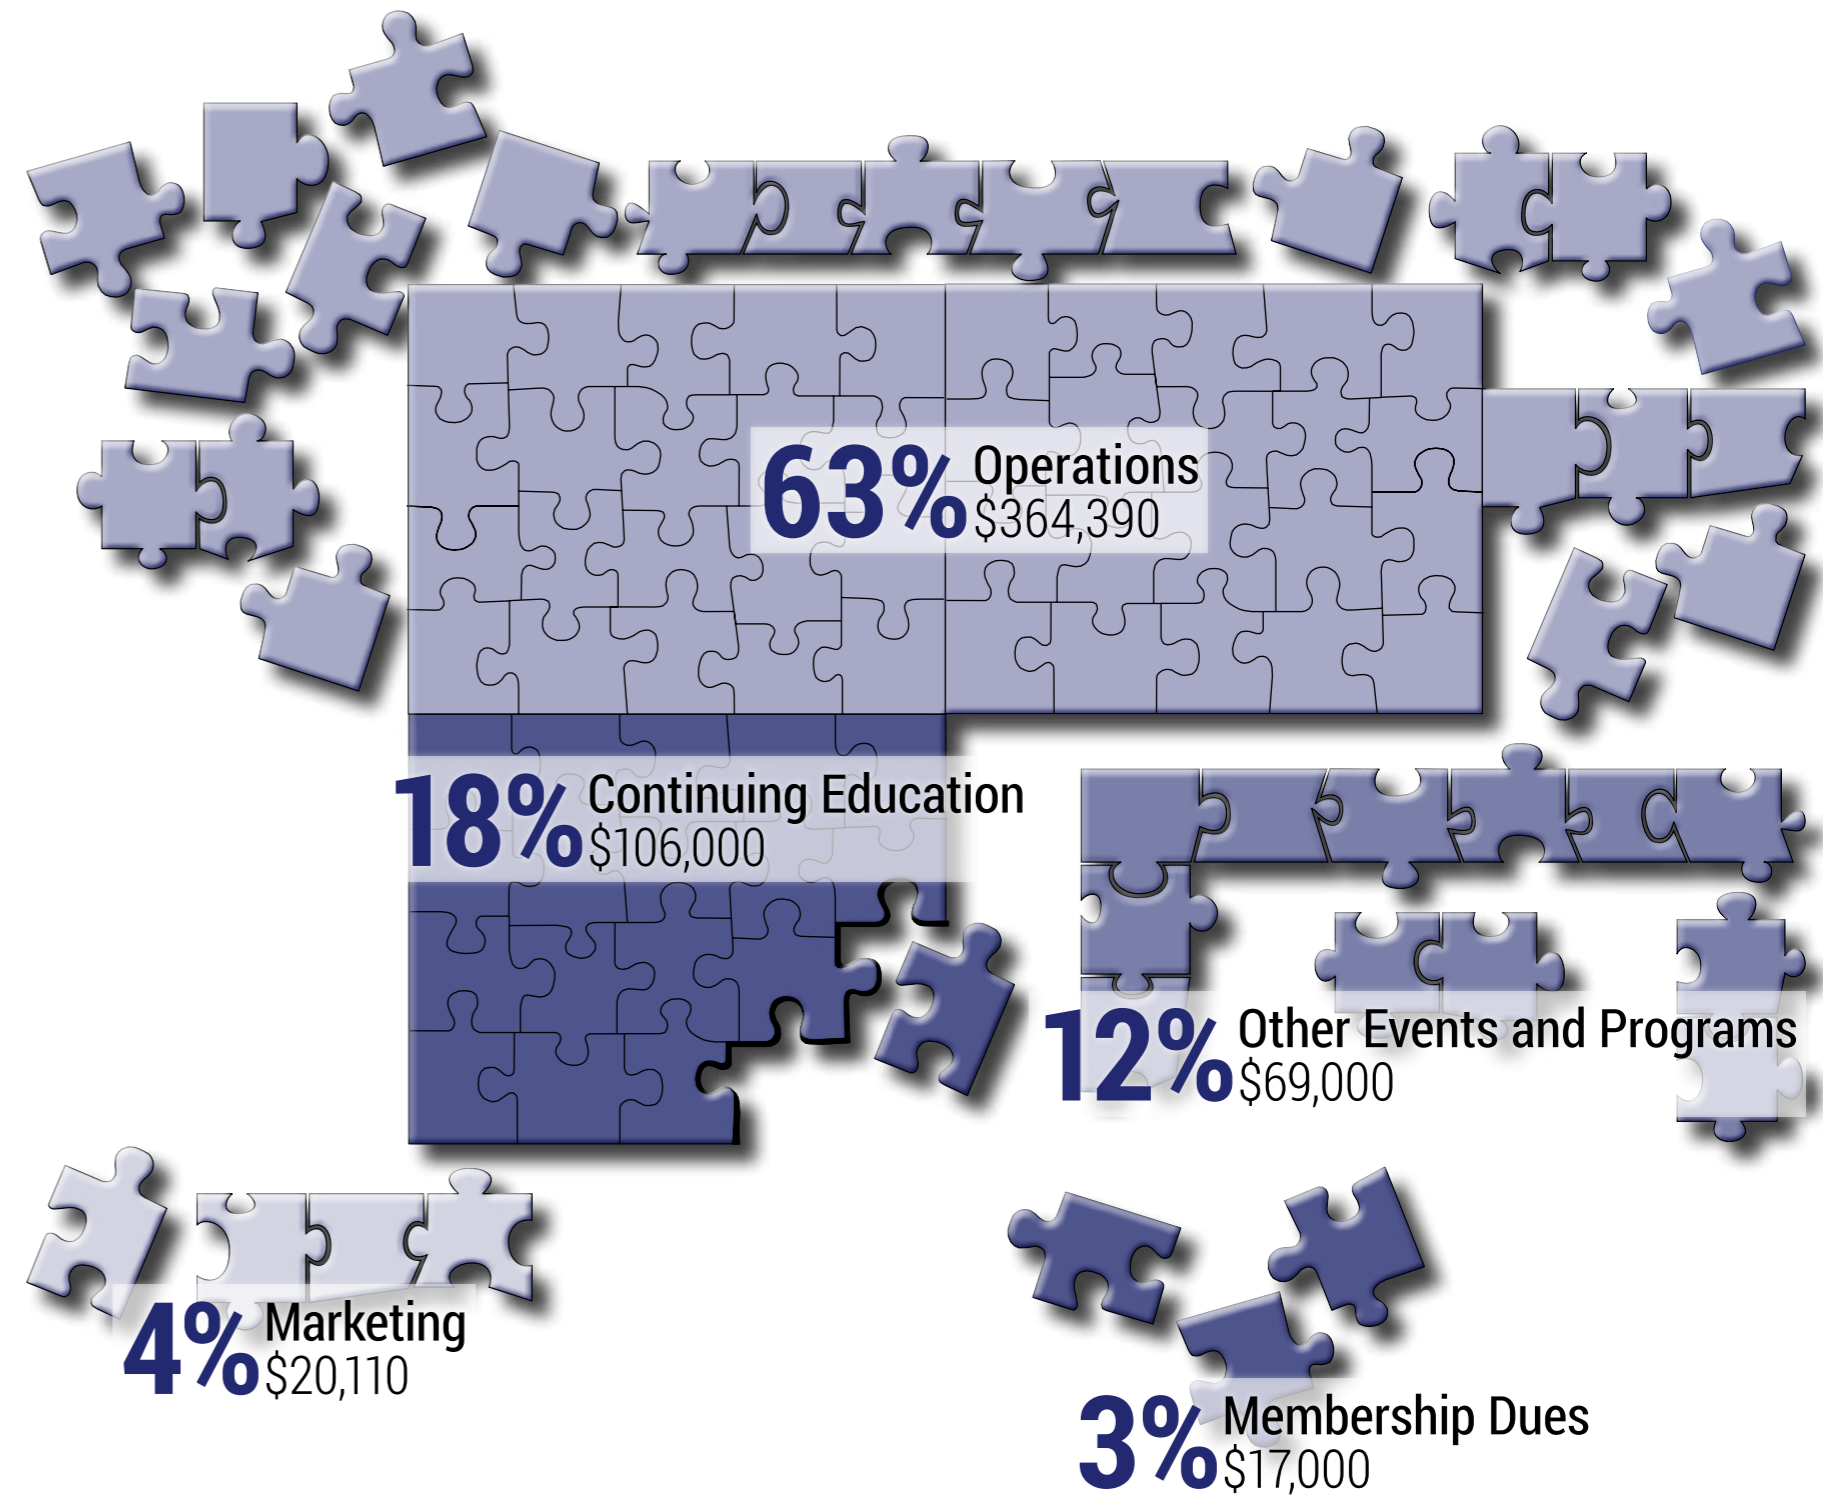 63% Operations
$364,390
18% Continuing Education
$106,000
12% Other Events and Programs
$69,000
4% Marketing
$20,110
3% Membership Dues
$17,000